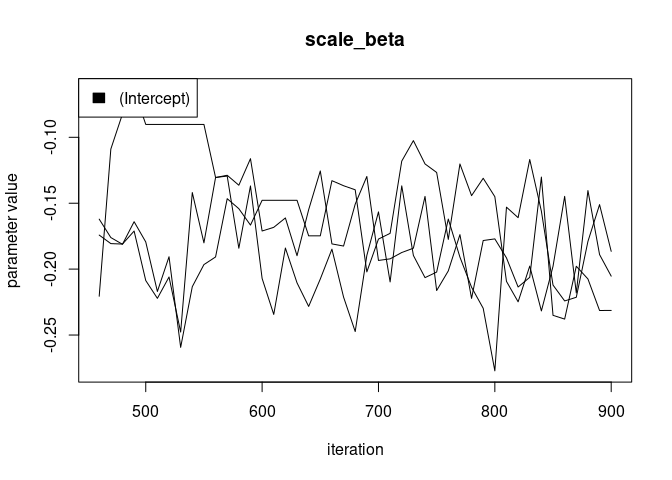 scale_beta
(Intercept)
parameter value
-0.10
-0.15
-0.20
-0.25
500 600 700 800 900
iteration